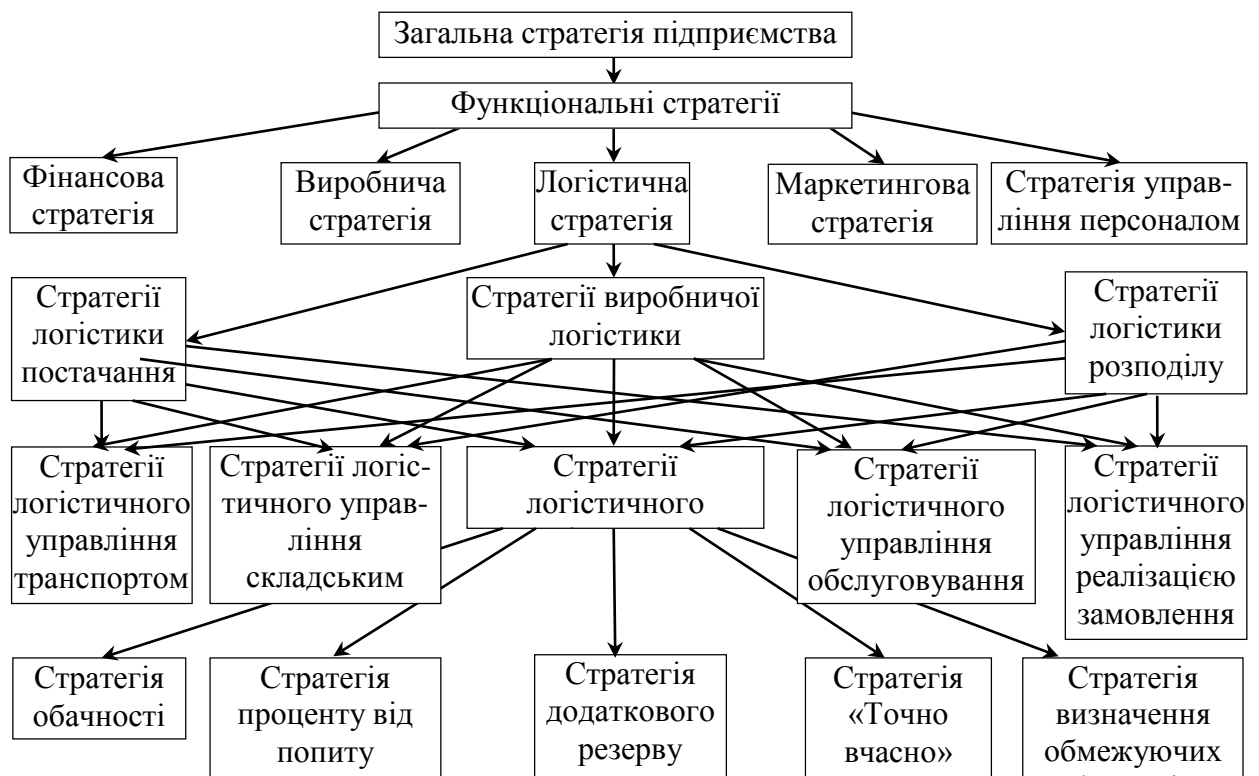 Загальна стратегія підприємства
Функціональні стратегії
Фінансова
стратегія
Виробнича
стратегія
Логістична
стратегія
Маркетингова
стратегія
Стратегія управ-
ління персоналом
Стратегії
логістики
постачання
Стратегії виробничої
логістики
Стратегії
логістики
розподілу
Стратегії
логістичного
управління
транспортом
Стратегії логіс-
тичного управ-
ління
складським
Стратегії
логістичного
Стратегії
логістичного
управління
обслуговування
Стратегії
логістичного
управління
реалізацією
замовлення
Стратегія
обачності
Стратегія
проценту від
попиту
Стратегія
додаткового
резерву
Стратегія
«Точно
вчасно»
Стратегія
визначення
обмежуючих